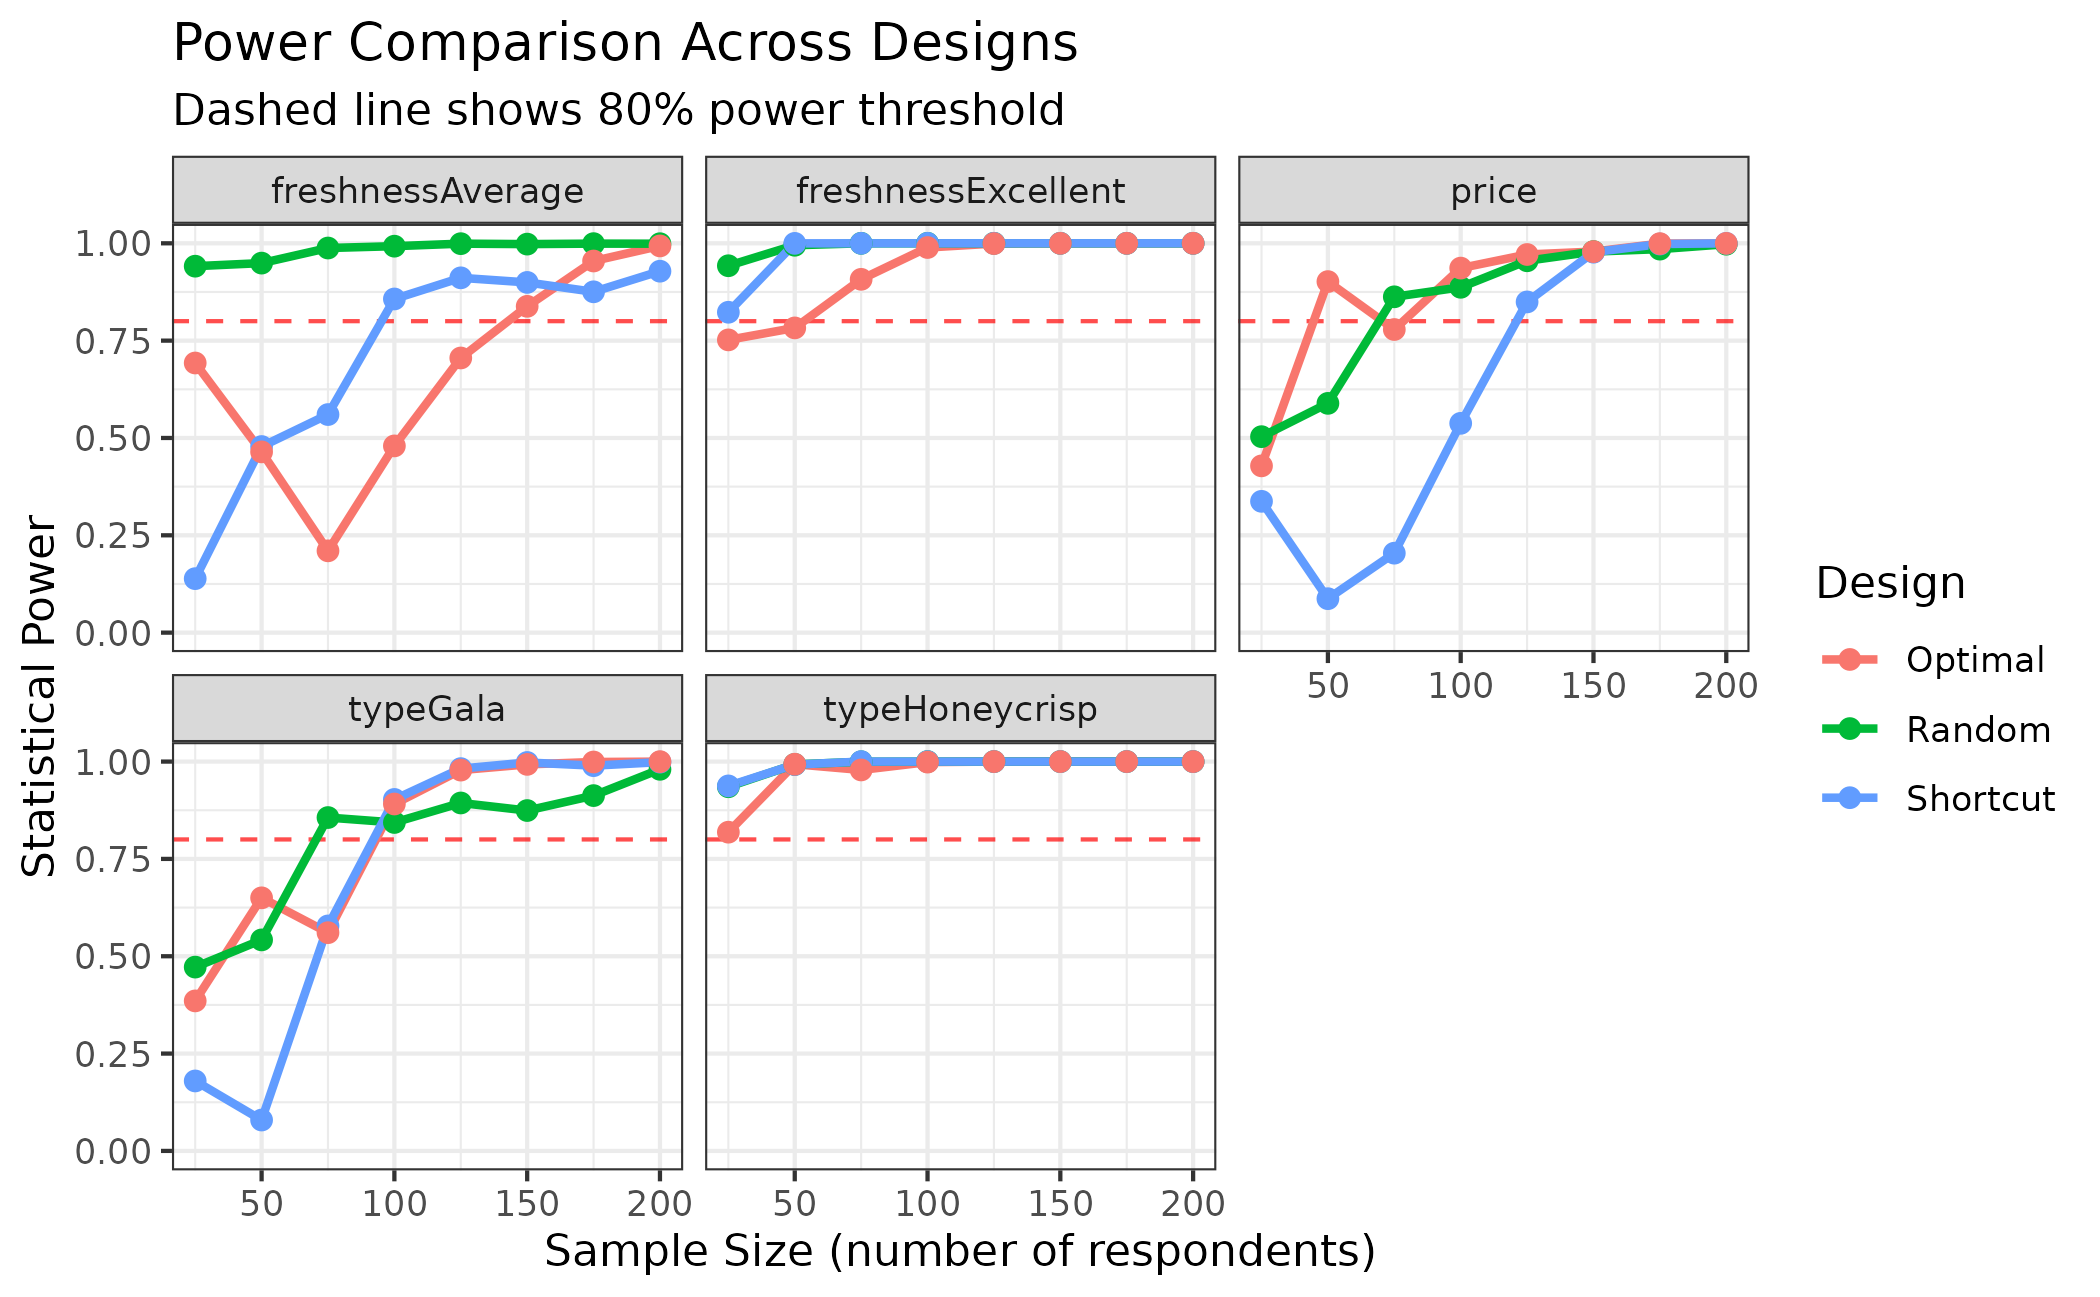 Power Comparison Across Designs
Dashed line shows 80% power threshold
freshnessAverage
freshnessExcellent
price
1.00
0.75
0.50
0.25
0.00
50 100 150 200
typeGala
typeHoneycrisp
1.00
0.75
0.50
0.25
0.00
50 100 150 200
50 100 150 200
Statistical Power
Sample Size (number of respondents)
Design
Optimal
Random
Shortcut